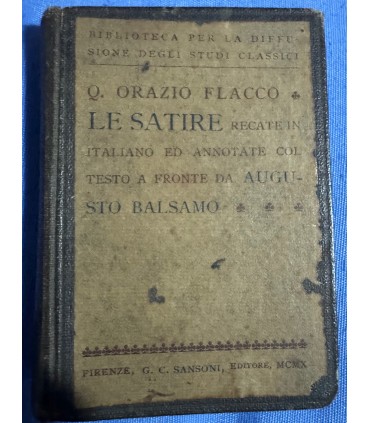 BIBLIOTECA PER LA DIFFU-
SIONE DEGLI STUDI CLASSICI
Q. ORAZIO FLACCO
LE SATIRE RECATE IN
ITALIANO ED ANNOTATE COL
TESTO A FRONTE DA AUGU-
STO BALSAMO
FIRENZE, G. C. SANSONI, EDITORE, MCMX